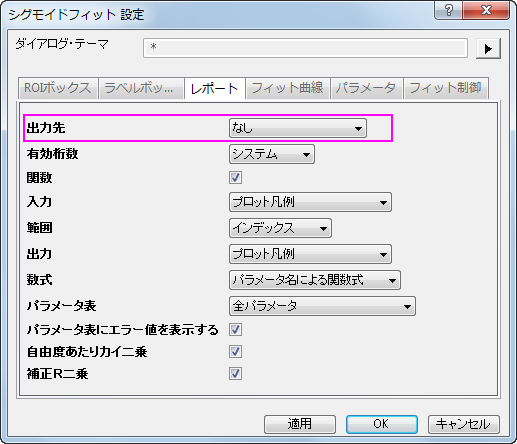 シグモイドフィット 設定
ダイアログ・テーマ *
ROIボックス ラベルボッ... レポート フィット曲線 パラメータ フィット制御
出力先 なし
有効桁数 システム
関数
入力 プロット凡例
範囲 インデックス
出力 プロット凡例
数式 パラメータ名による関数式
パラメータ表 全パラメータ
パラメータ表にエラー値を表示する
自由度あたりカイ二乗
補正R二乗
適用 OK キャンセル